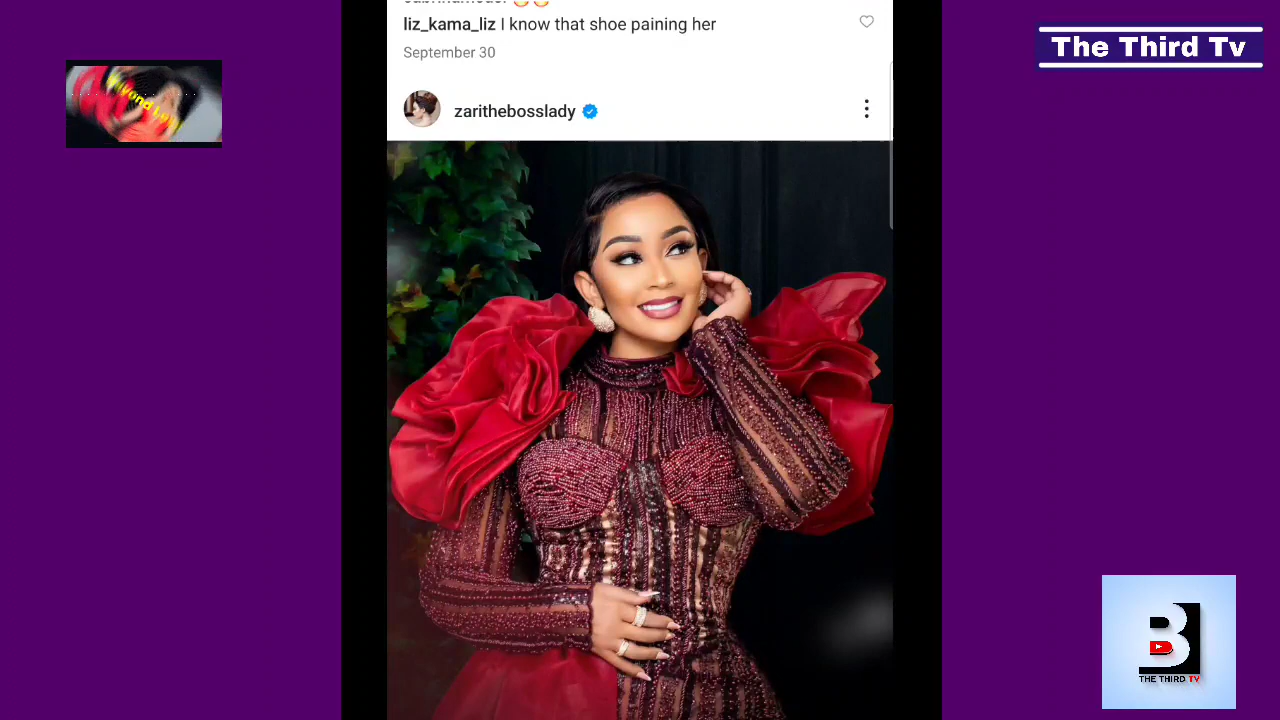 liz_kama_liz I know that shoe paining her
September 30
The Third Tv
zarithebosslady
THE THIRD TV